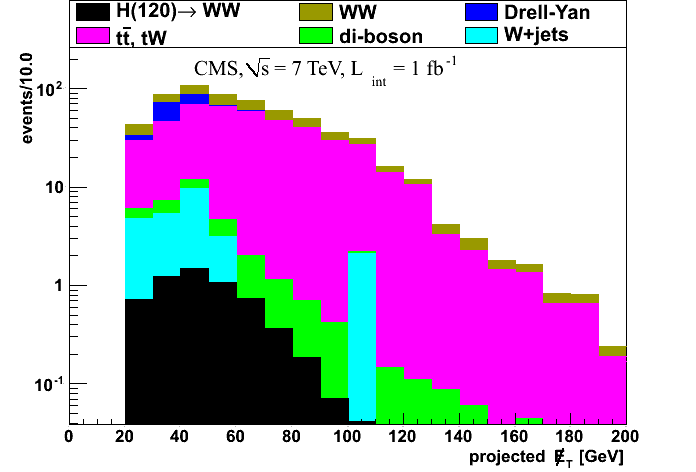 H(120)→ WW WW Drell-Yan
tt̄, tW di-boson W+jets
CMS, √s = 7 TeV, L int = 1 fb⁻¹
events/10.0
10²
10
1
10⁻¹
0 20 40 60 80 100 120 140 160 180 200
projected E̸_T [GeV]